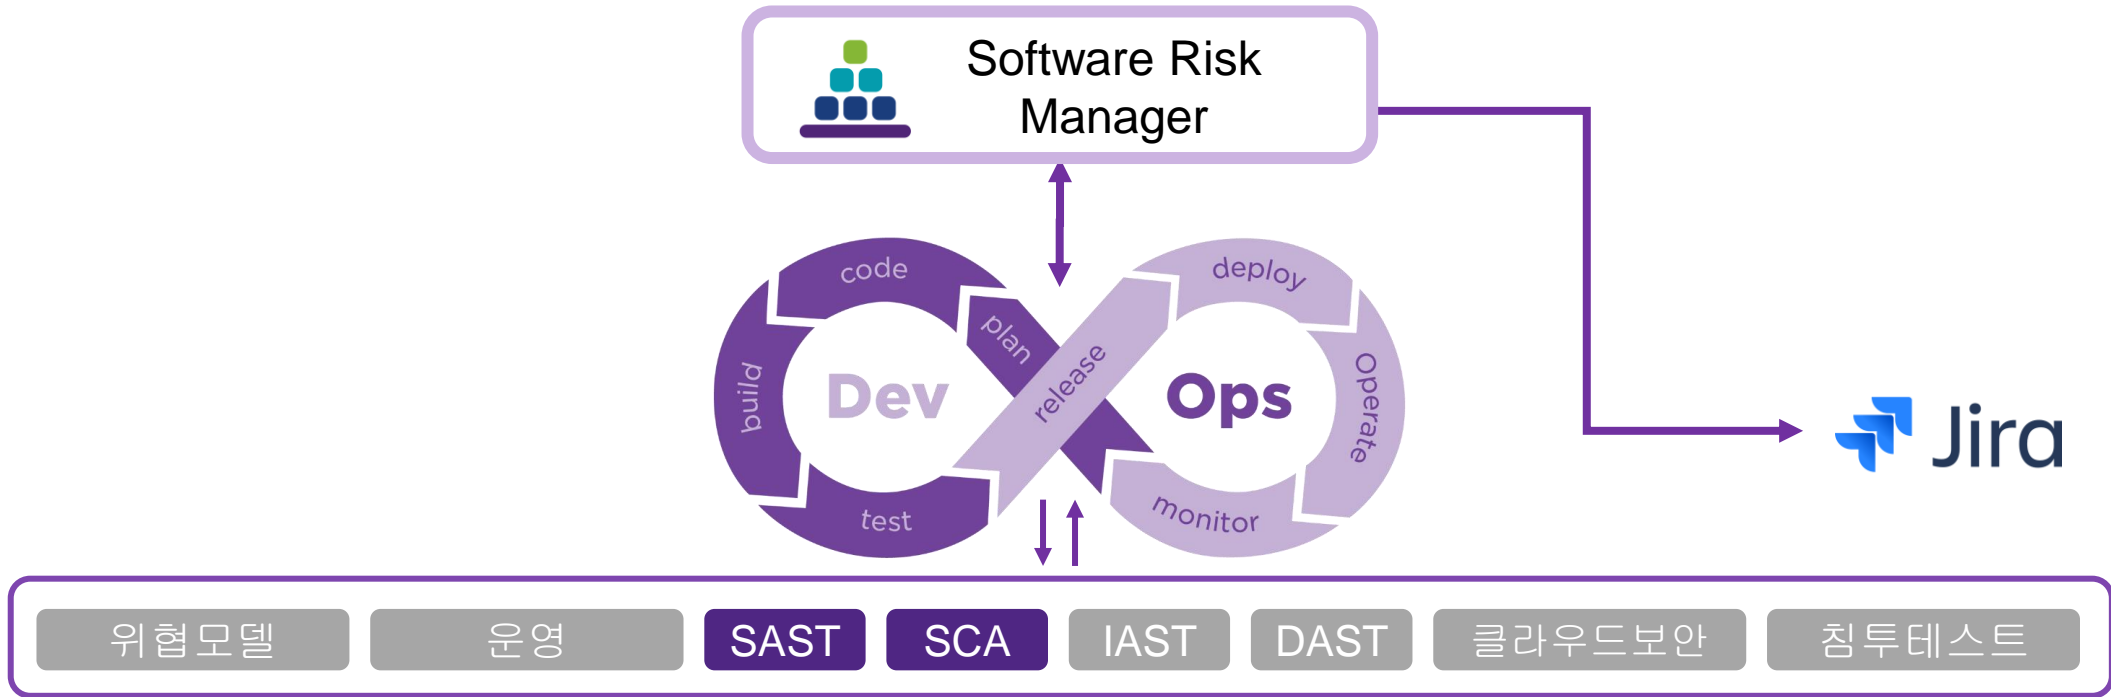 Software Risk
Manager
code
deploy
plan
release
build
Dev
Ops
Operate
test
monitor
Jira
위협모델
운영
SAST
SCA
IAST
DAST
클라우드보안
침투테스트